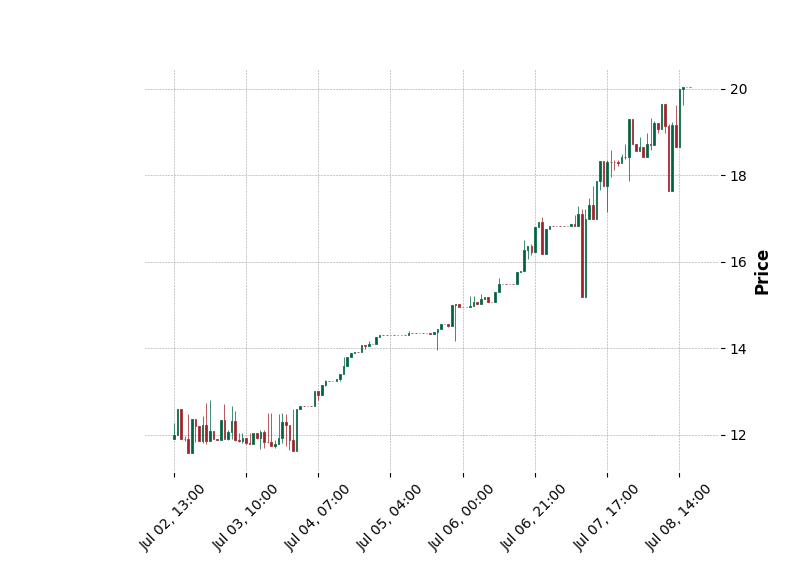 20
18
16
14
12
Price
Jul 02, 13:00
Jul 03, 10:00
Jul 04, 07:00
Jul 05, 04:00
Jul 06, 00:00
Jul 06, 21:00
Jul 07, 17:00
Jul 08, 14:00